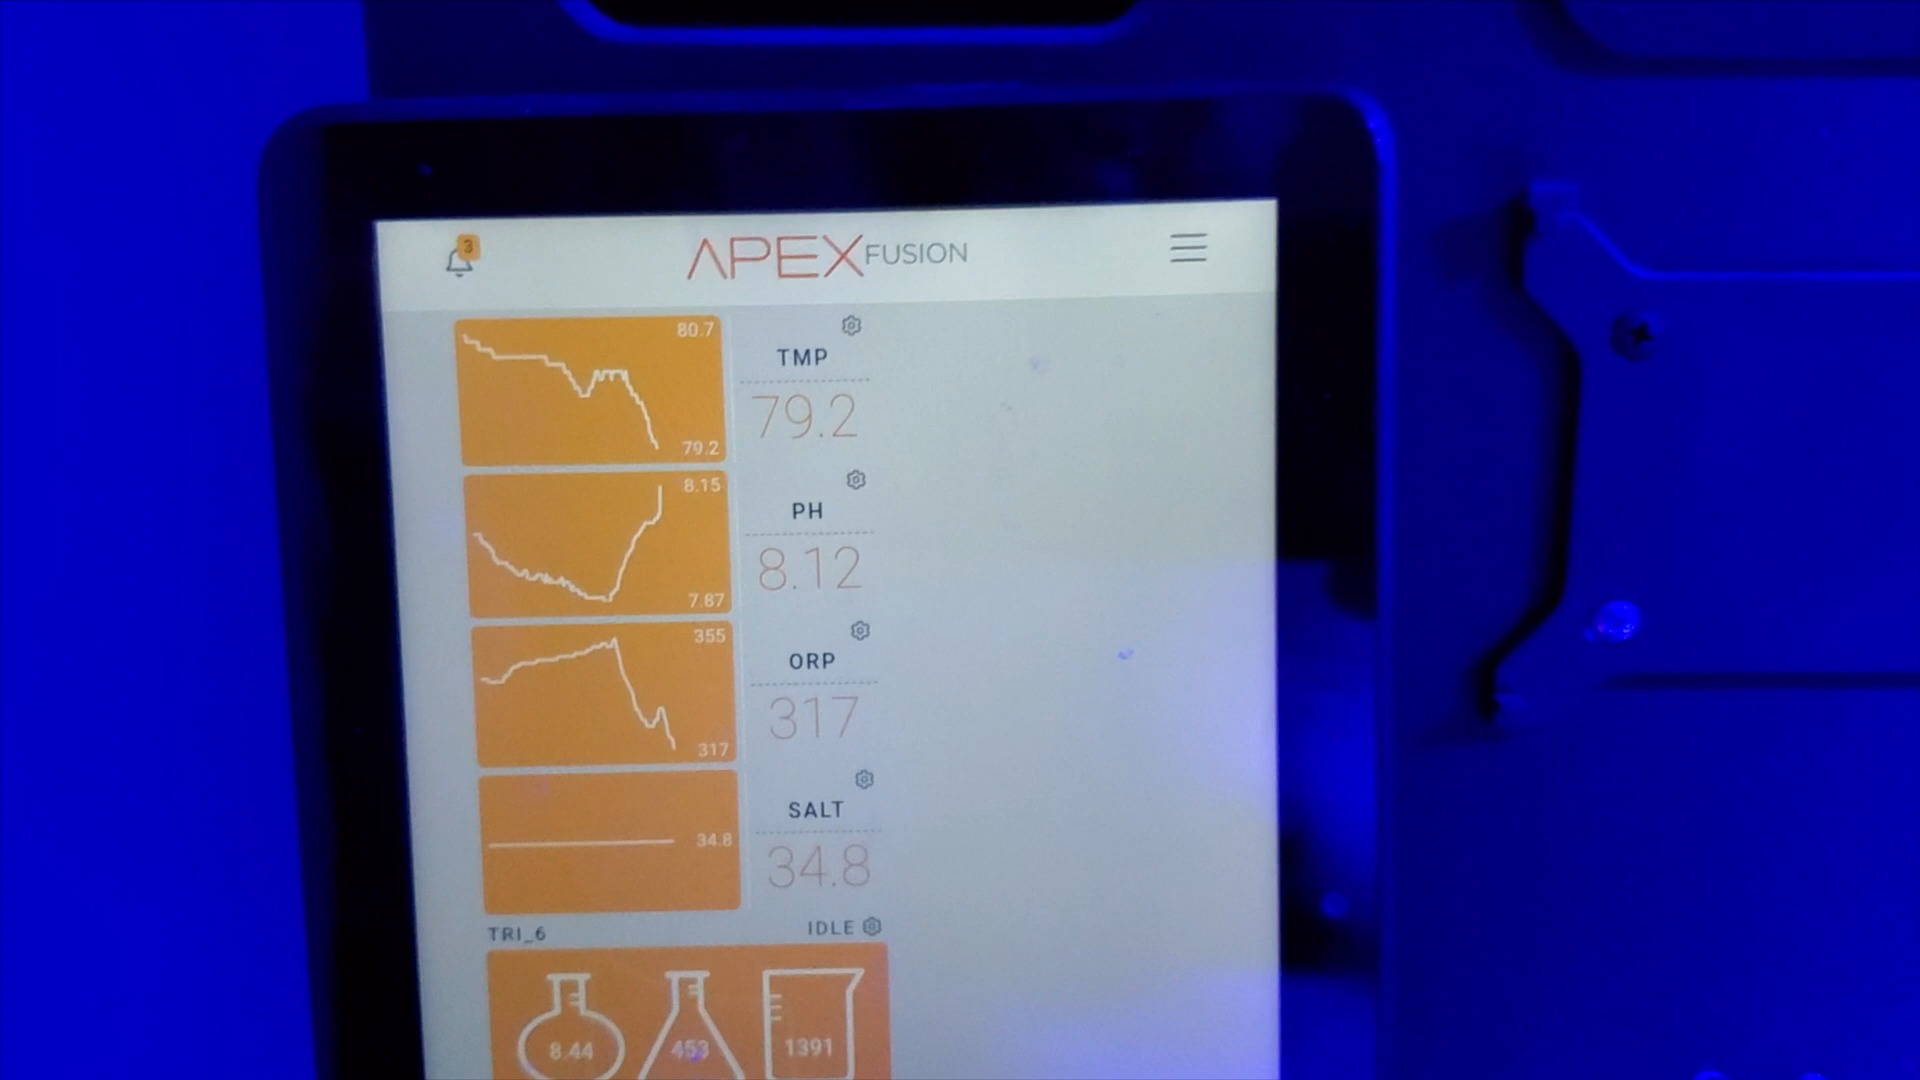 3
APEX FUSION
80.7
TMP
79.2
79.2
8.15
PH
8.12
7.87
355
ORP
317
317
SALT
34.8
34.8
TRI_6 IDLE
8.44 453 1391